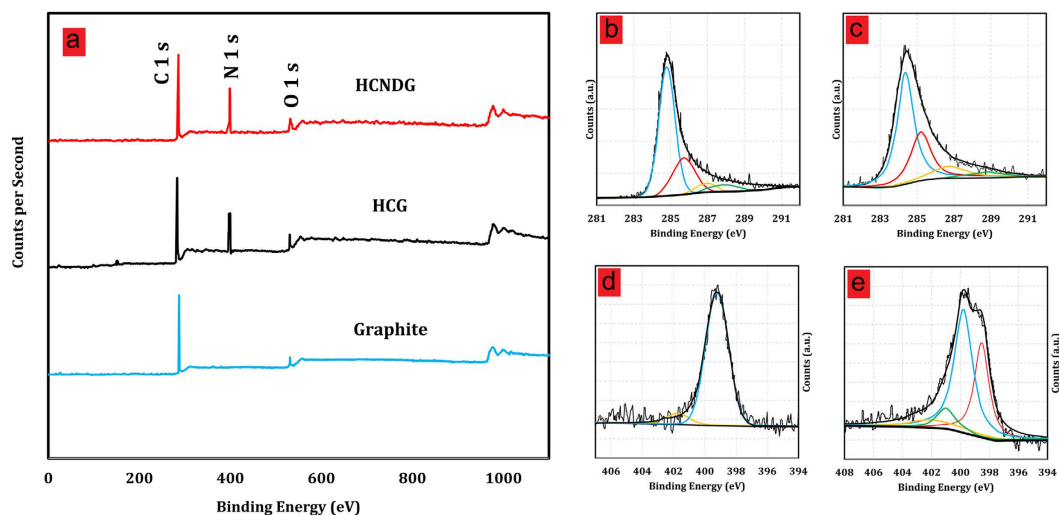 a
C 1 s
N 1 s
O 1 s
HCNDG
HCG
Graphite
Counts per Second
0 200 400 600 800 1000
Binding Energy (eV)
b
Counts (a.u.)
281 283 285 287 289 291
Binding Energy (eV)
c
Counts (a.u.)
281 283 285 287 289 291
Binding Energy (eV)
d
Counts (a.u.)
406 404 402 400 398 396 394
Binding Energy (eV)
e
Counts (a.u.)
408 406 404 402 400 398 396 394
Binding Energy (eV)